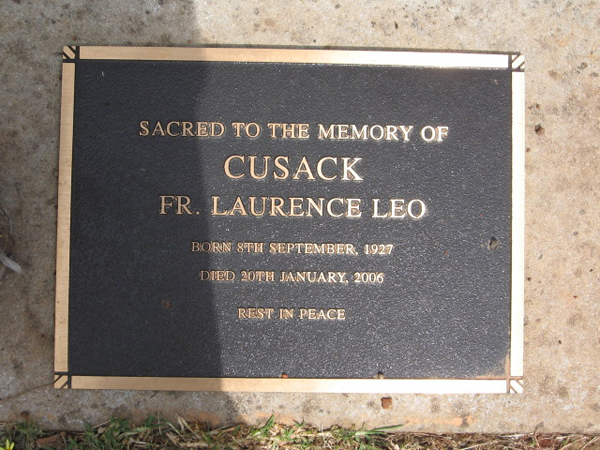 SACRED TO THE MEMORY OF
CUSACK
FR. LAURENCE LEO
BORN 8TH SEPTEMBER, 1927
DIED 20TH JANUARY, 2006
REST IN PEACE